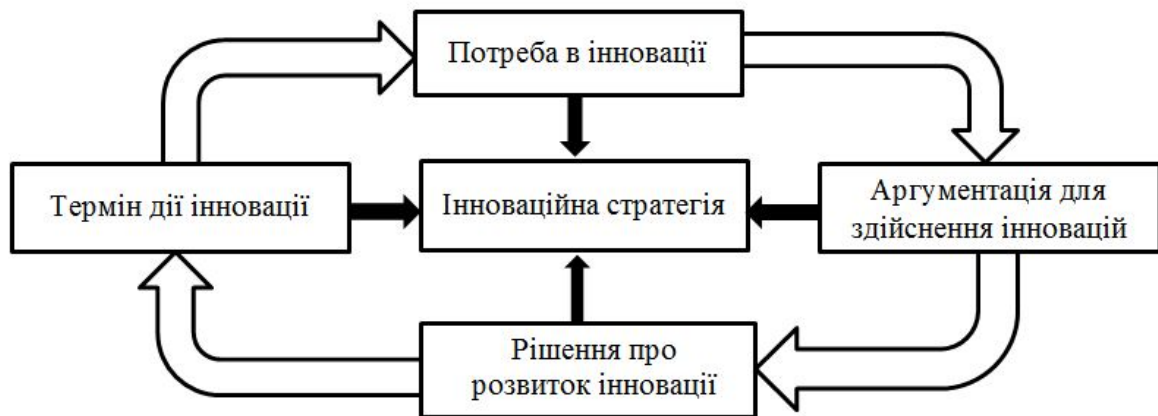 Потреба в інновації
Термін дії інновації
Інноваційна стратегія
Аргументація для
здійснення інновацій
Рішення про
розвиток інновації